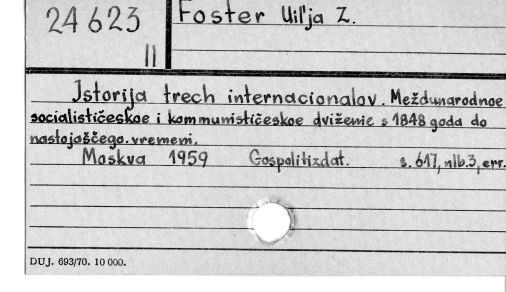 24623
II
Foster Uil'ja Z.
Istorija trech internacionalov. Meždunarodnoe
socialističeskoe i kommunističeskoe dviženie s 1848 goda do
nastojaščego vremeni.
Moskva 1959 Gospolitizdat. s. 617, nlb. 3, err.
DUJ. 693/70. 10 000.